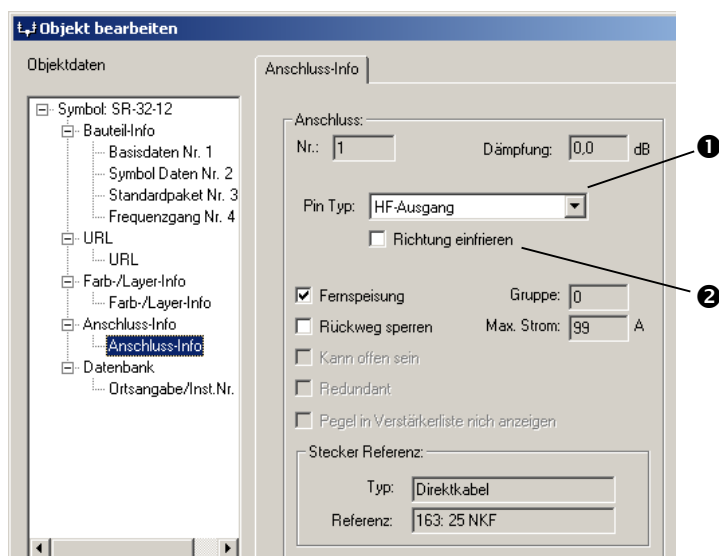 Objekt bearbeiten
Objektdaten
Symbol: SR-32-12
Bauteil-Info
Basisdaten Nr. 1
Symbol Daten Nr. 2
Standardpaket Nr. 3
Frequenzgang Nr. 4
URL
URL
Farb-/Layer-Info
Farb-/Layer-Info
Anschluss-Info
Anschluss-Info
Datenbank
Ortsangabe/Inst.Nr.
Anschluss-Info
Anschluss:
Nr.: 1 Dämpfung: 0,0 dB
❶
Pin Typ: HF-Ausgang
Richtung einfrieren
❷
Fernspeisung Gruppe: 0
Rückweg sperren Max. Strom: 99 A
Kann offen sein
Redundant
Pegel in Verstärkerliste nich anzeigen
Stecker Referenz:
Typ: Direktkabel
Referenz: 163: 25 NKF